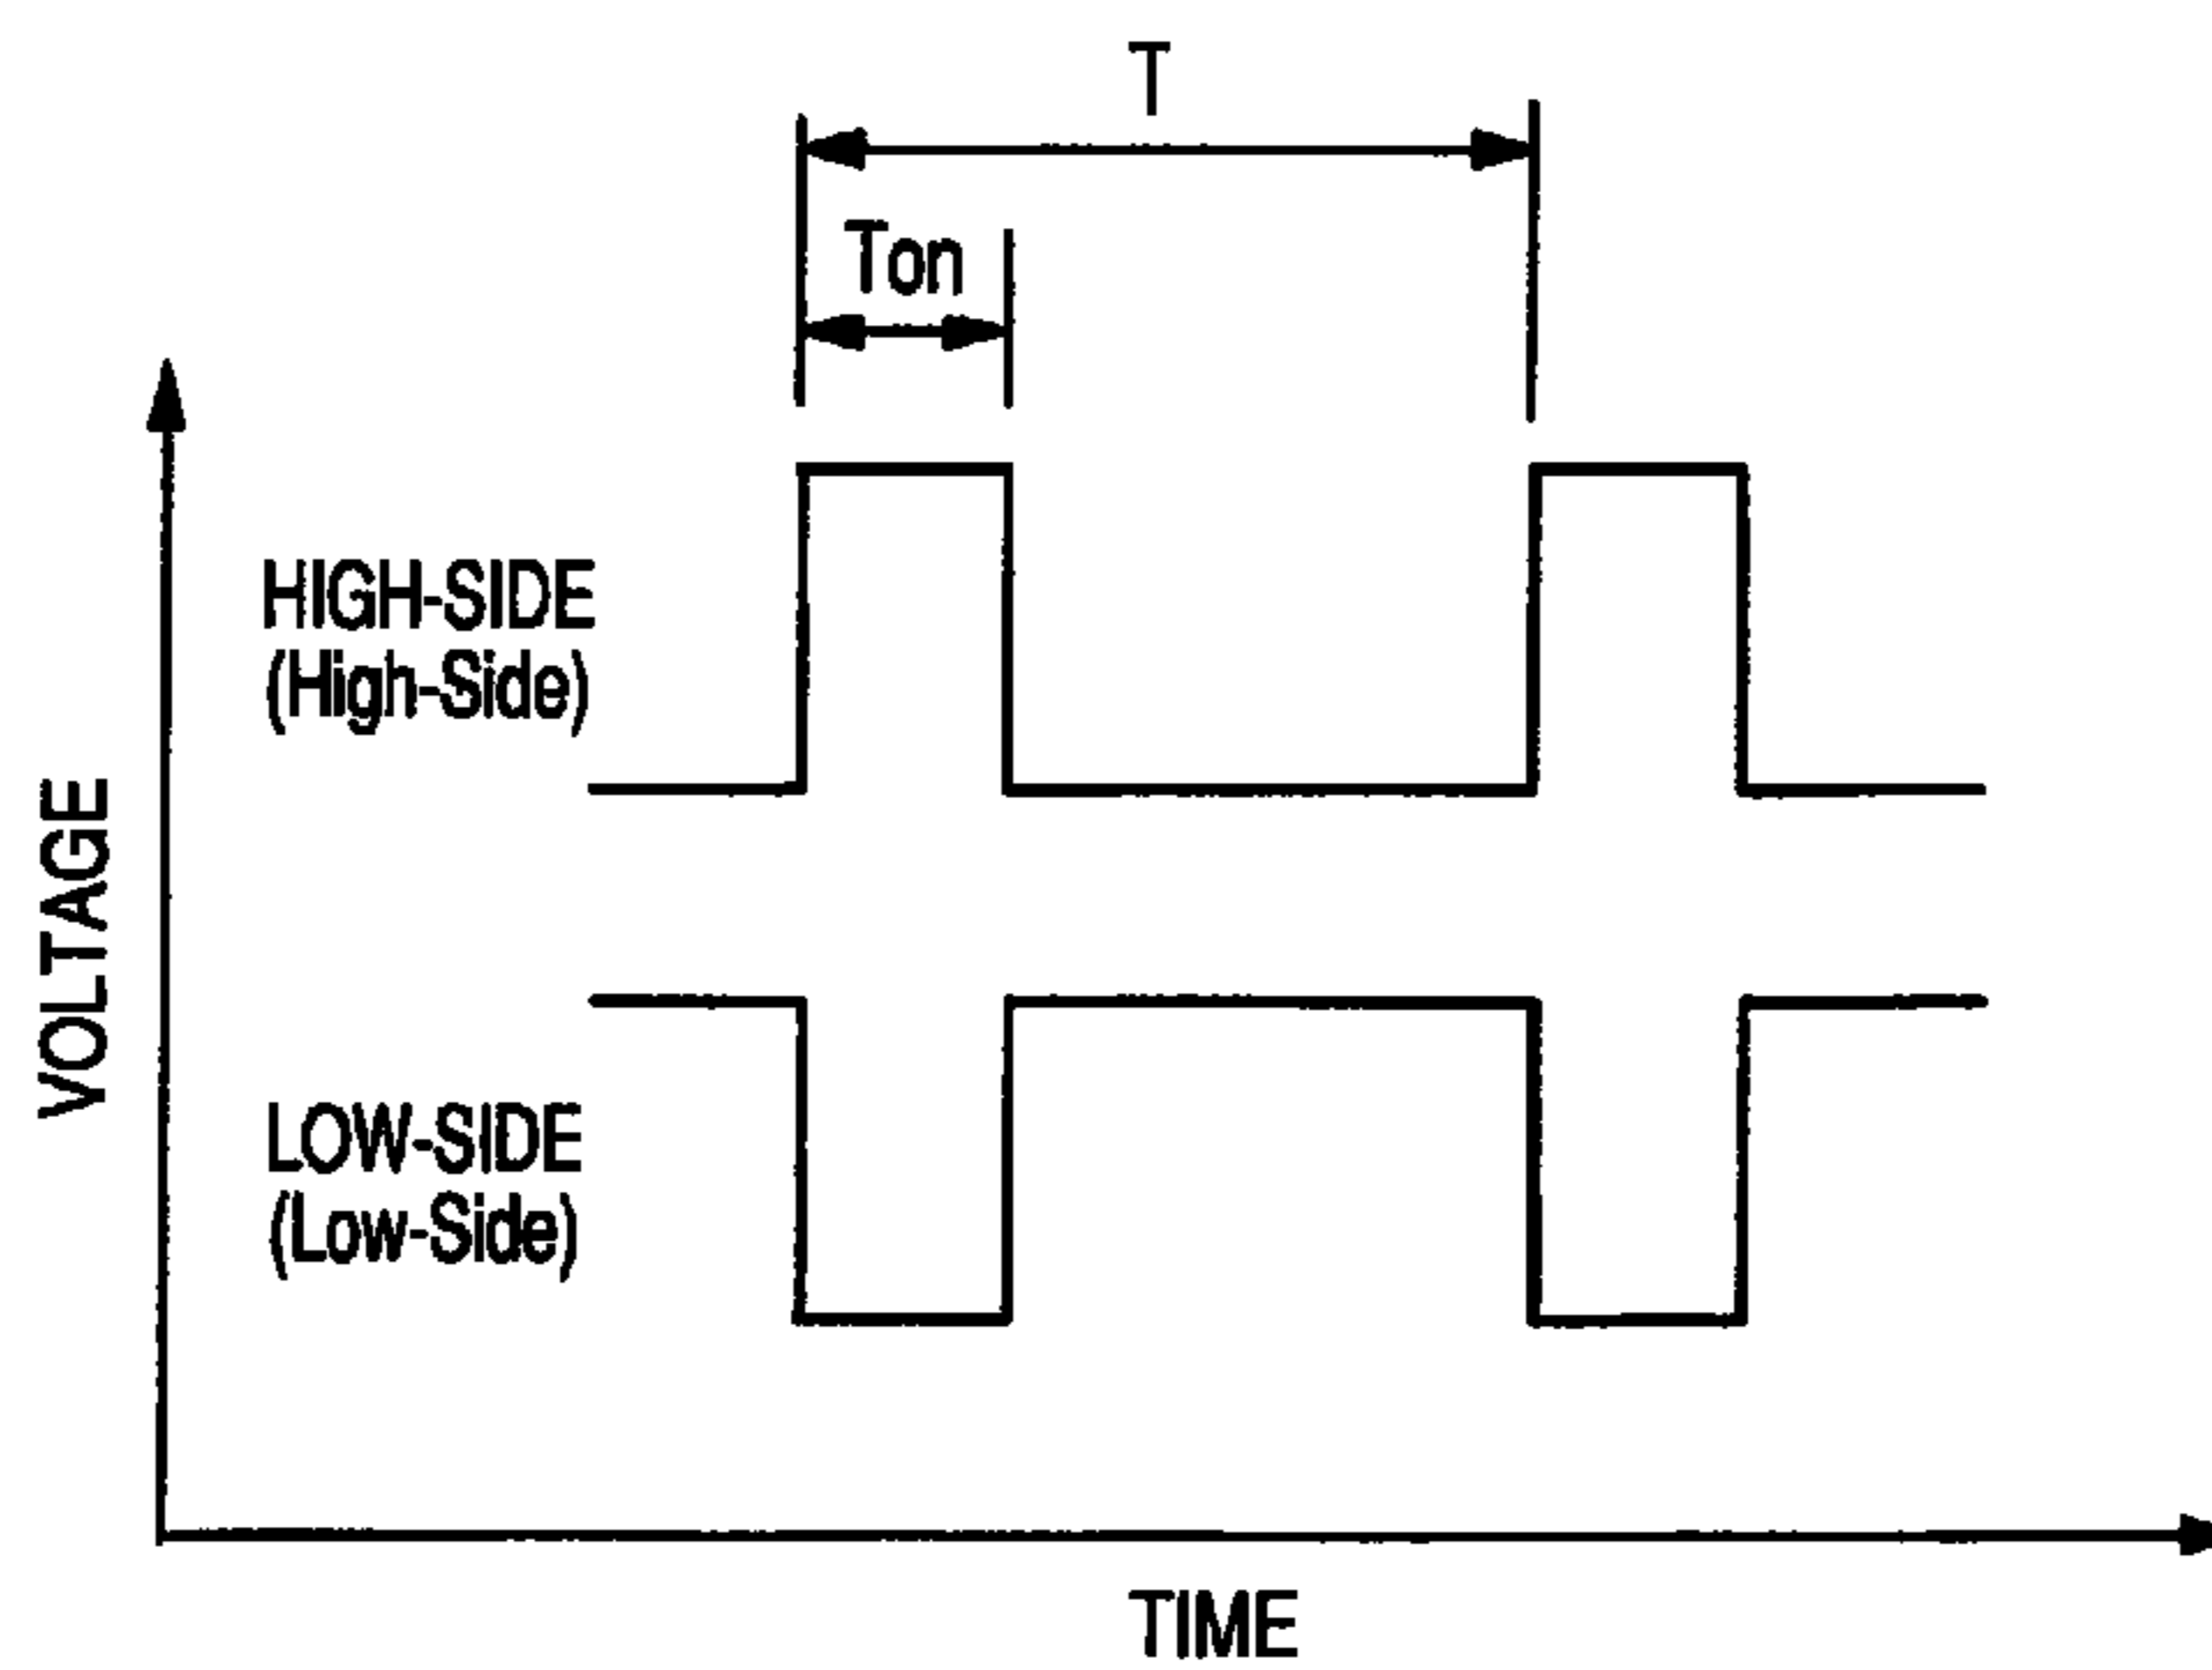 T
Ton
HIGH-SIDE
(High-Side)
VOLTAGE
LOW-SIDE
(Low-Side)
TIME